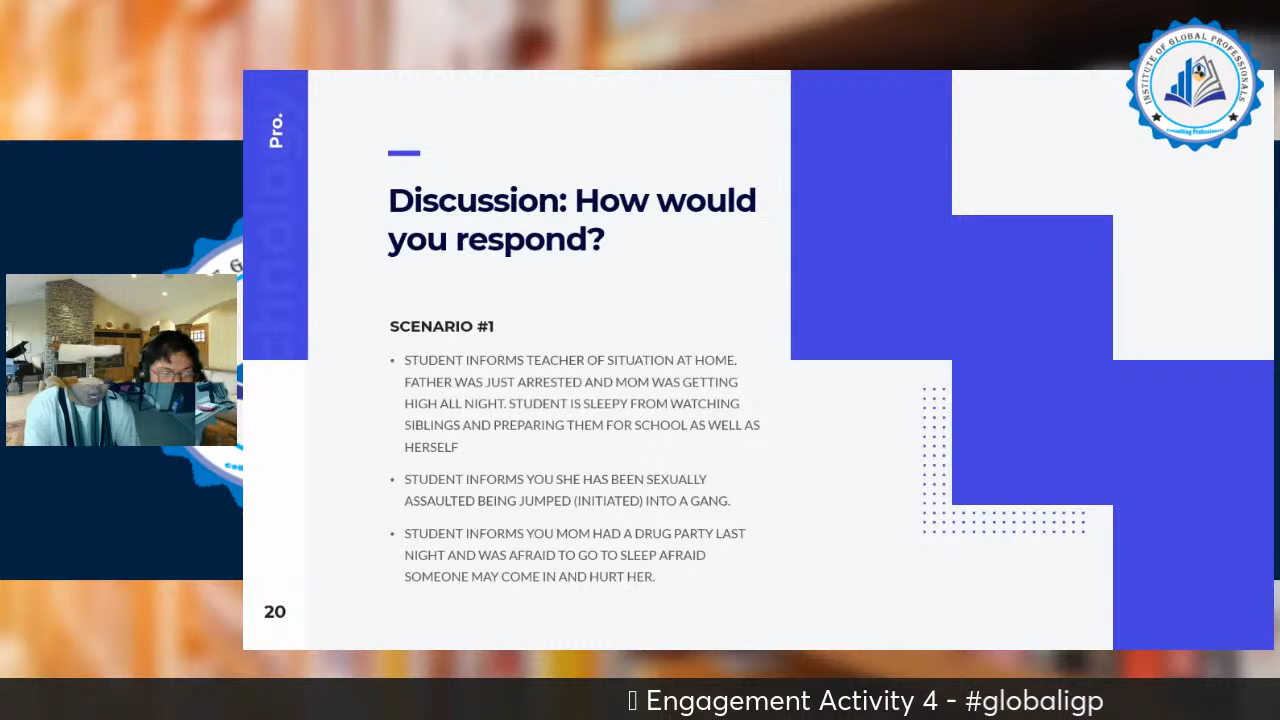 INSTITUTE OF GLOBAL PROFESSIONALS
Consulting Professionals
Pro.
Discussion: How would
you respond?
SCENARIO #1
• STUDENT INFORMS TEACHER OF SITUATION AT HOME.
FATHER WAS JUST ARRESTED AND MOM WAS GETTING
HIGH ALL NIGHT. STUDENT IS SLEEPY FROM WATCHING
SIBLINGS AND PREPARING THEM FOR SCHOOL AS WELL AS
HERSELF
• STUDENT INFORMS YOU SHE HAS BEEN SEXUALLY
ASSAULTED BEING JUMPED (INITIATED) INTO A GANG.
• STUDENT INFORMS YOU MOM HAD A DRUG PARTY LAST
NIGHT AND WAS AFRAID TO GO TO SLEEP AFRAID
SOMEONE MAY COME IN AND HURT HER.
20
Engagement Activity 4 - #globaligp